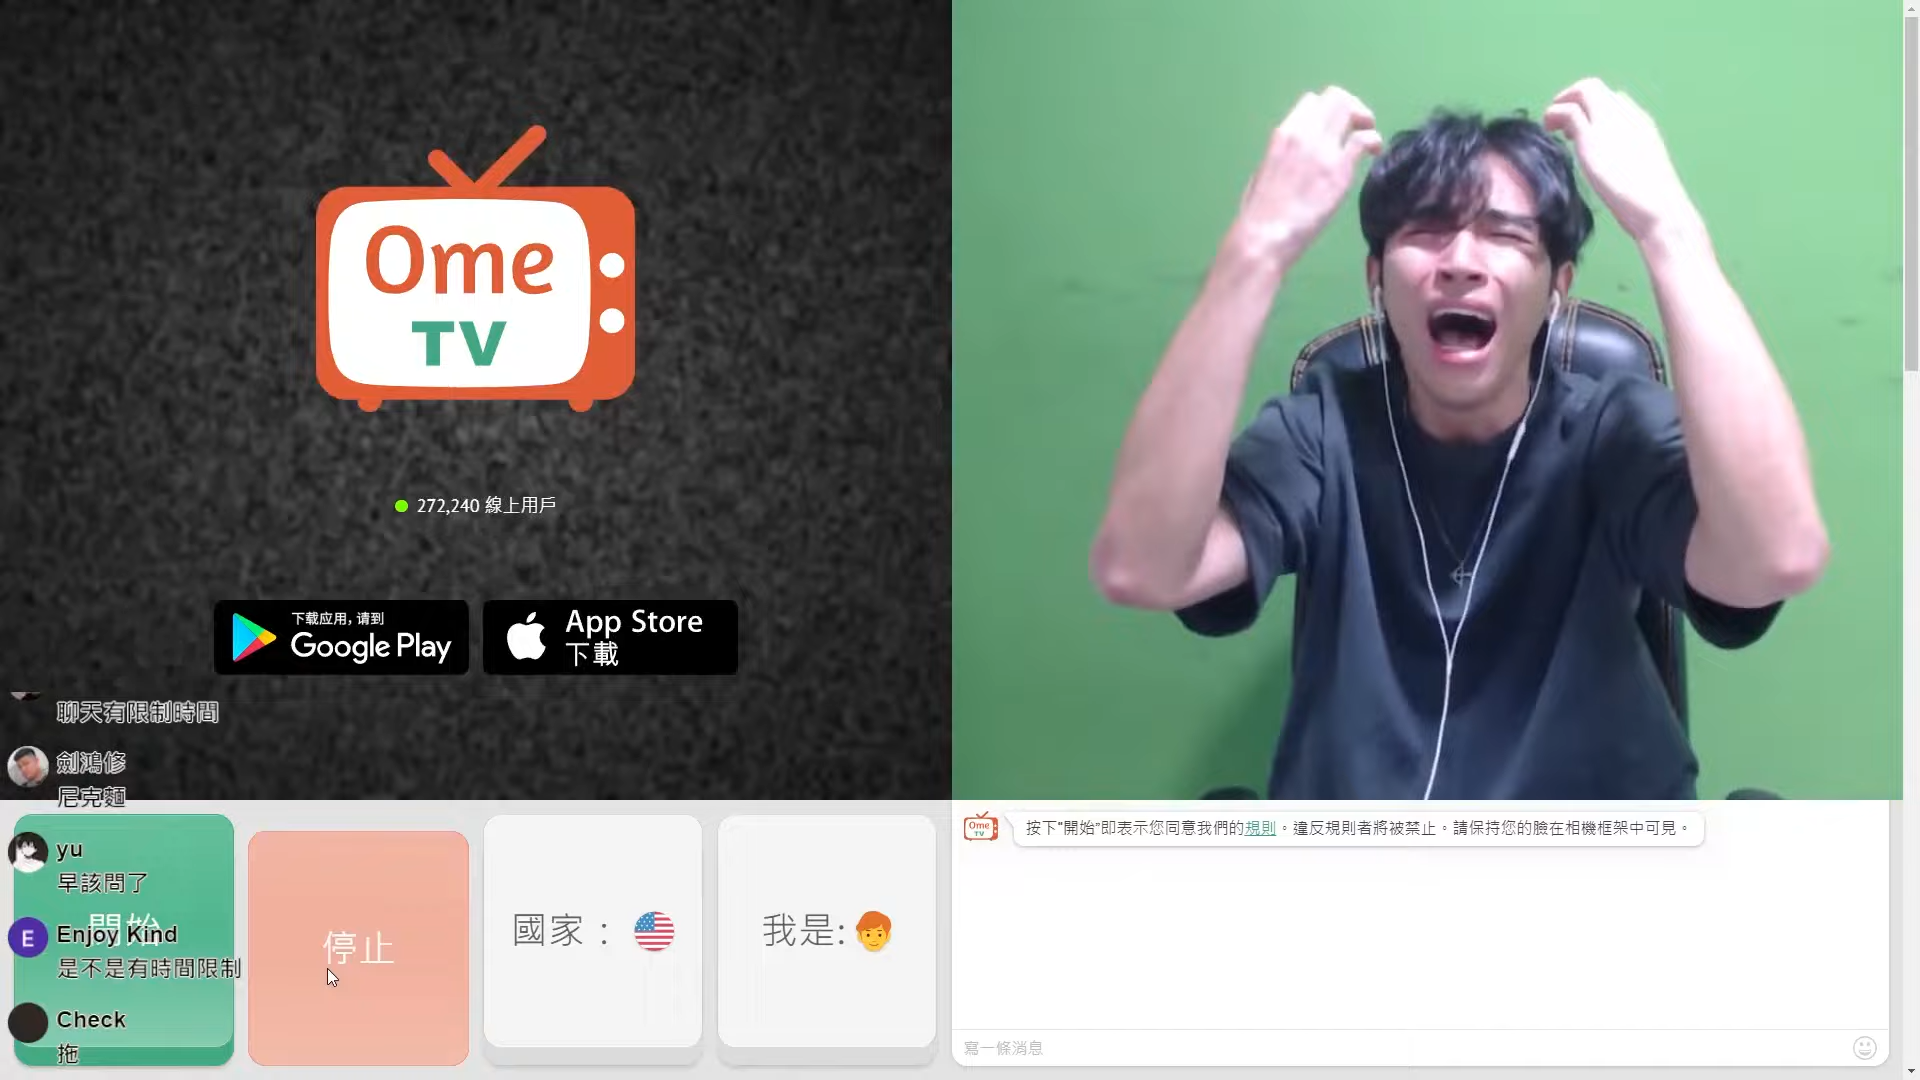 Ome
TV
272,240 線上用戶
下载应用, 请到
Google Play
App Store
下載
聊天有限制時間
劍鴻修
尼克麵
yu
早該問了
開始
Enjoy Kind
E
是不是有時間限制
Check
拖
停止
國家：
我是:
Ome
TV
按下"開始"即表示您同意我們的規則。違反規則者將被禁止。請保持您的臉在相機框架中可見。
寫一條消息